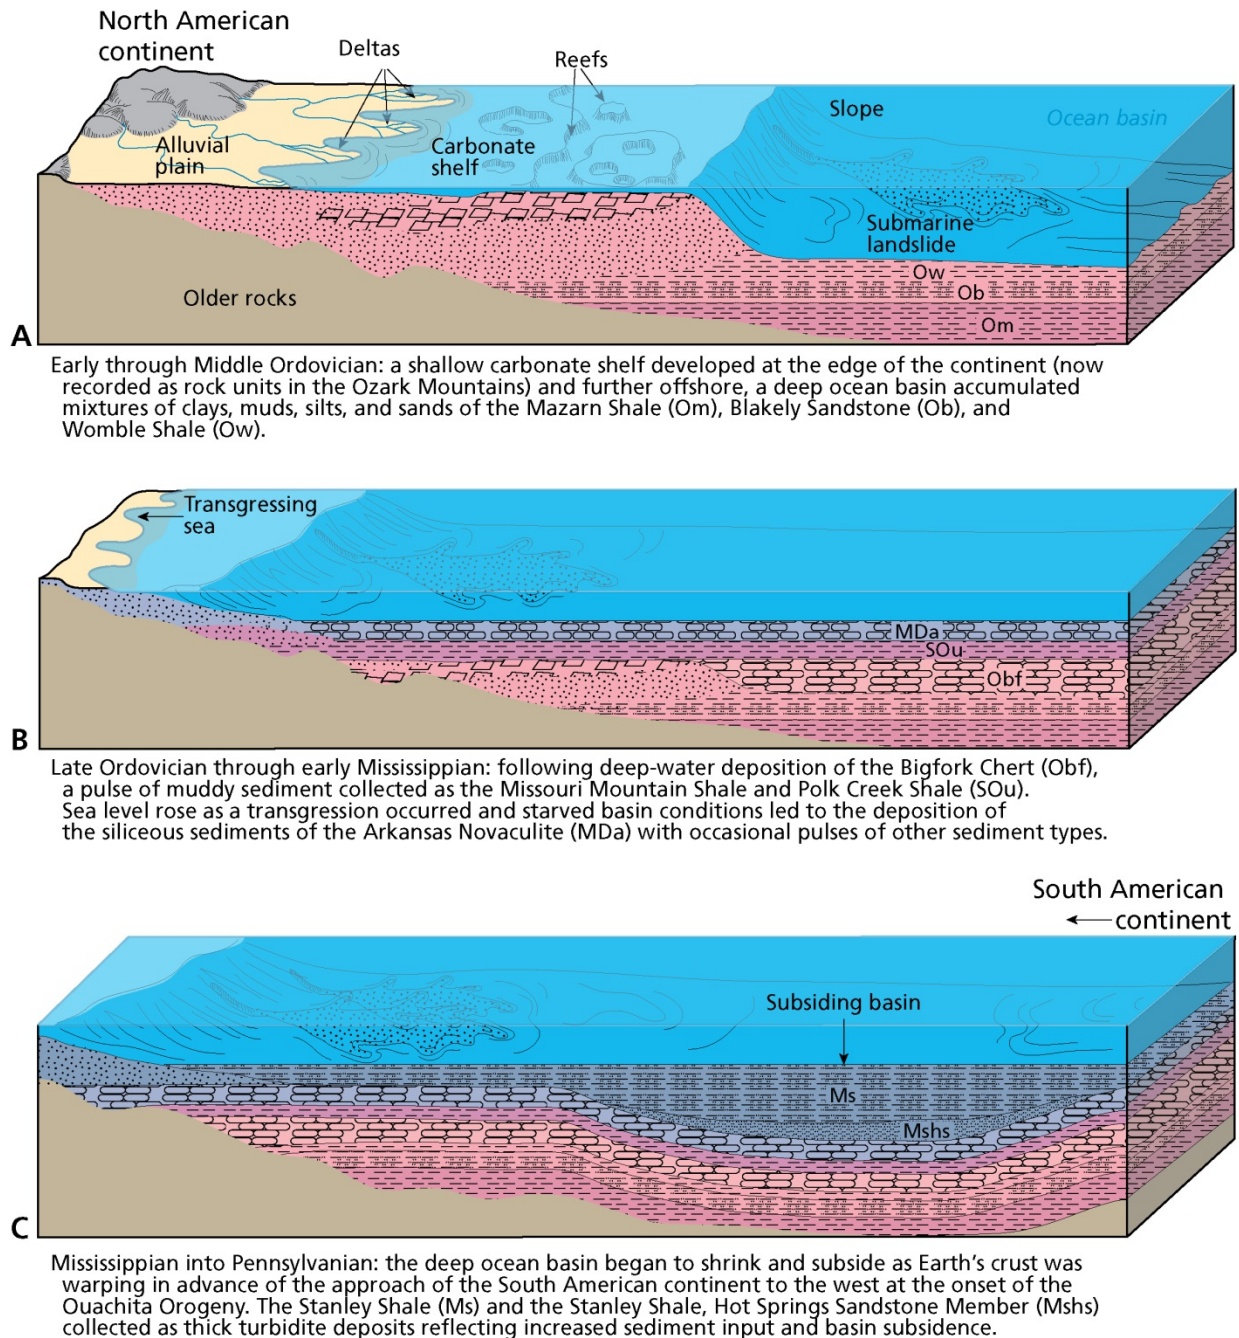 North American
continent
Deltas
Reefs
Slope
Ocean basin
Alluvial
plain
Carbonate
shelf
Submarine
landslide
Ow
Ob
Om
Older rocks
A
Early through Middle Ordovician: a shallow carbonate shelf developed at the edge of the continent (now
recorded as rock units in the Ozark Mountains) and further offshore, a deep ocean basin accumulated
mixtures of clays, muds, silts, and sands of the Mazarn Shale (Om), Blakely Sandstone (Ob), and
Womble Shale (Ow).
Transgressing
sea
MDa
SOu
Obf
B
Late Ordovician through early Mississippian: following deep-water deposition of the Bigfork Chert (Obf),
a pulse of muddy sediment collected as the Missouri Mountain Shale and Polk Creek Shale (SOu).
Sea level rose as a transgression occurred and starved basin conditions led to the deposition of
the siliceous sediments of the Arkansas Novaculite (MDa) with occasional pulses of other sediment types.
South American
continent
Subsiding basin
Ms
Mshs
C
Mississippian into Pennsylvanian: the deep ocean basin began to shrink and subside as Earth’s crust was
warping in advance of the approach of the South American continent to the west at the onset of the
Ouachita Orogeny. The Stanley Shale (Ms) and the Stanley Shale, Hot Springs Sandstone Member (Mshs)
collected as thick turbidite deposits reflecting increased sediment input and basin subsidence.